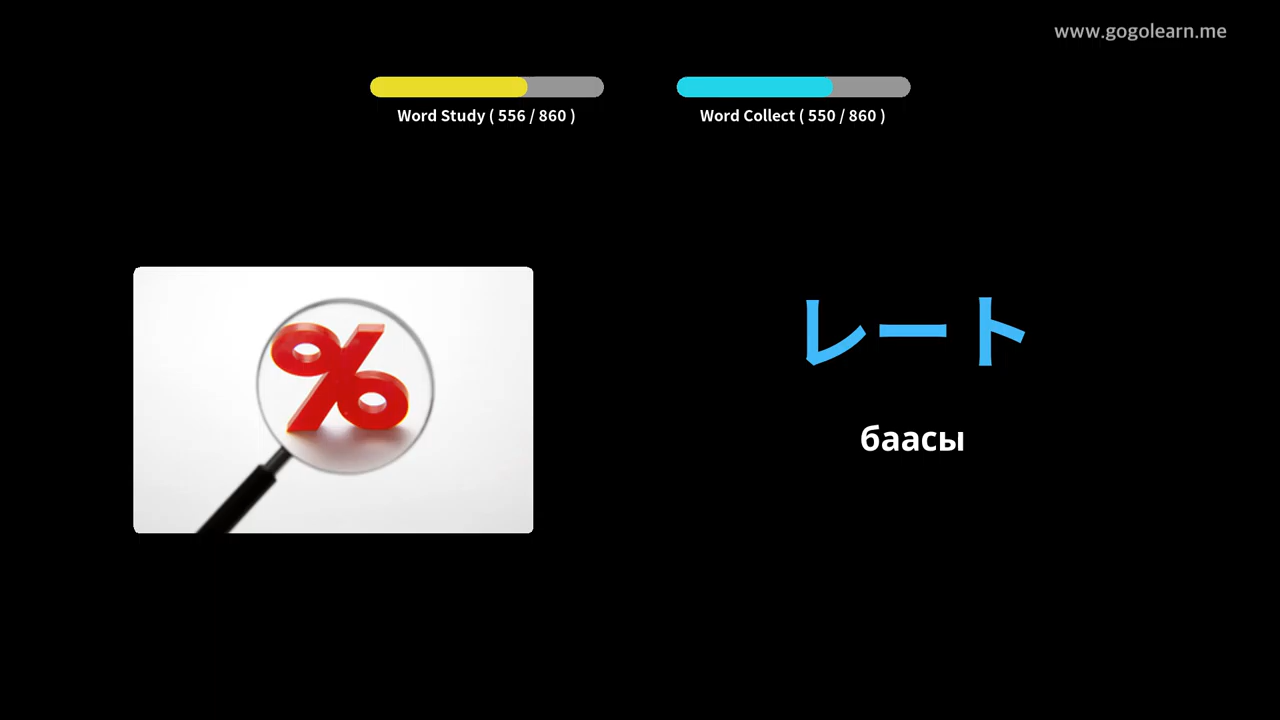 www.gogolearn.me
Word Study ( 556 / 860 )
Word Collect ( 550 / 860 )
%
レート
баасы